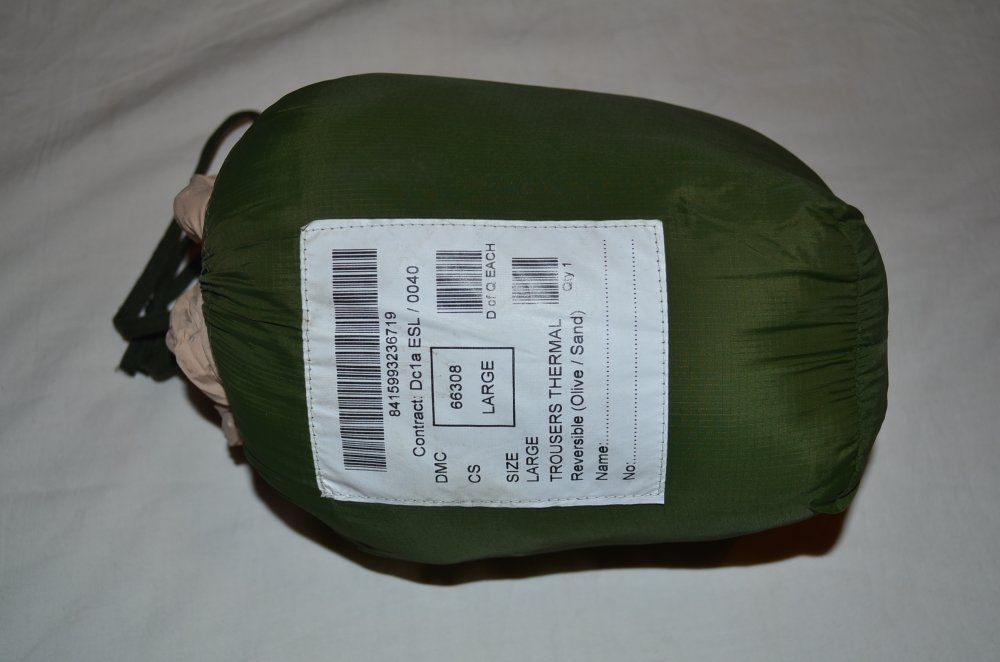 8415993236719
Contract: Dc1a ESL / 0040
DMC 66308 D of Q EACH
CS LARGE
SIZE
LARGE
TROUSERS THERMAL Qty 1
Reversible (Olive / Sand)
Name:
No: